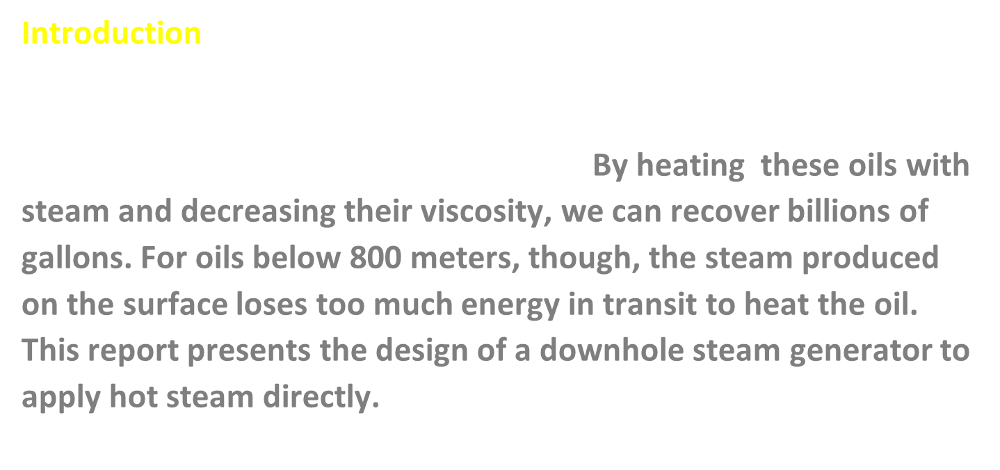 Introduction
By heating  these oils with
steam and decreasing their viscosity, we can recover billions of
gallons. For oils below 800 meters, though, the steam produced
on the surface loses too much energy in transit to heat the oil.
This report presents the design of a downhole steam generator to
apply hot steam directly.